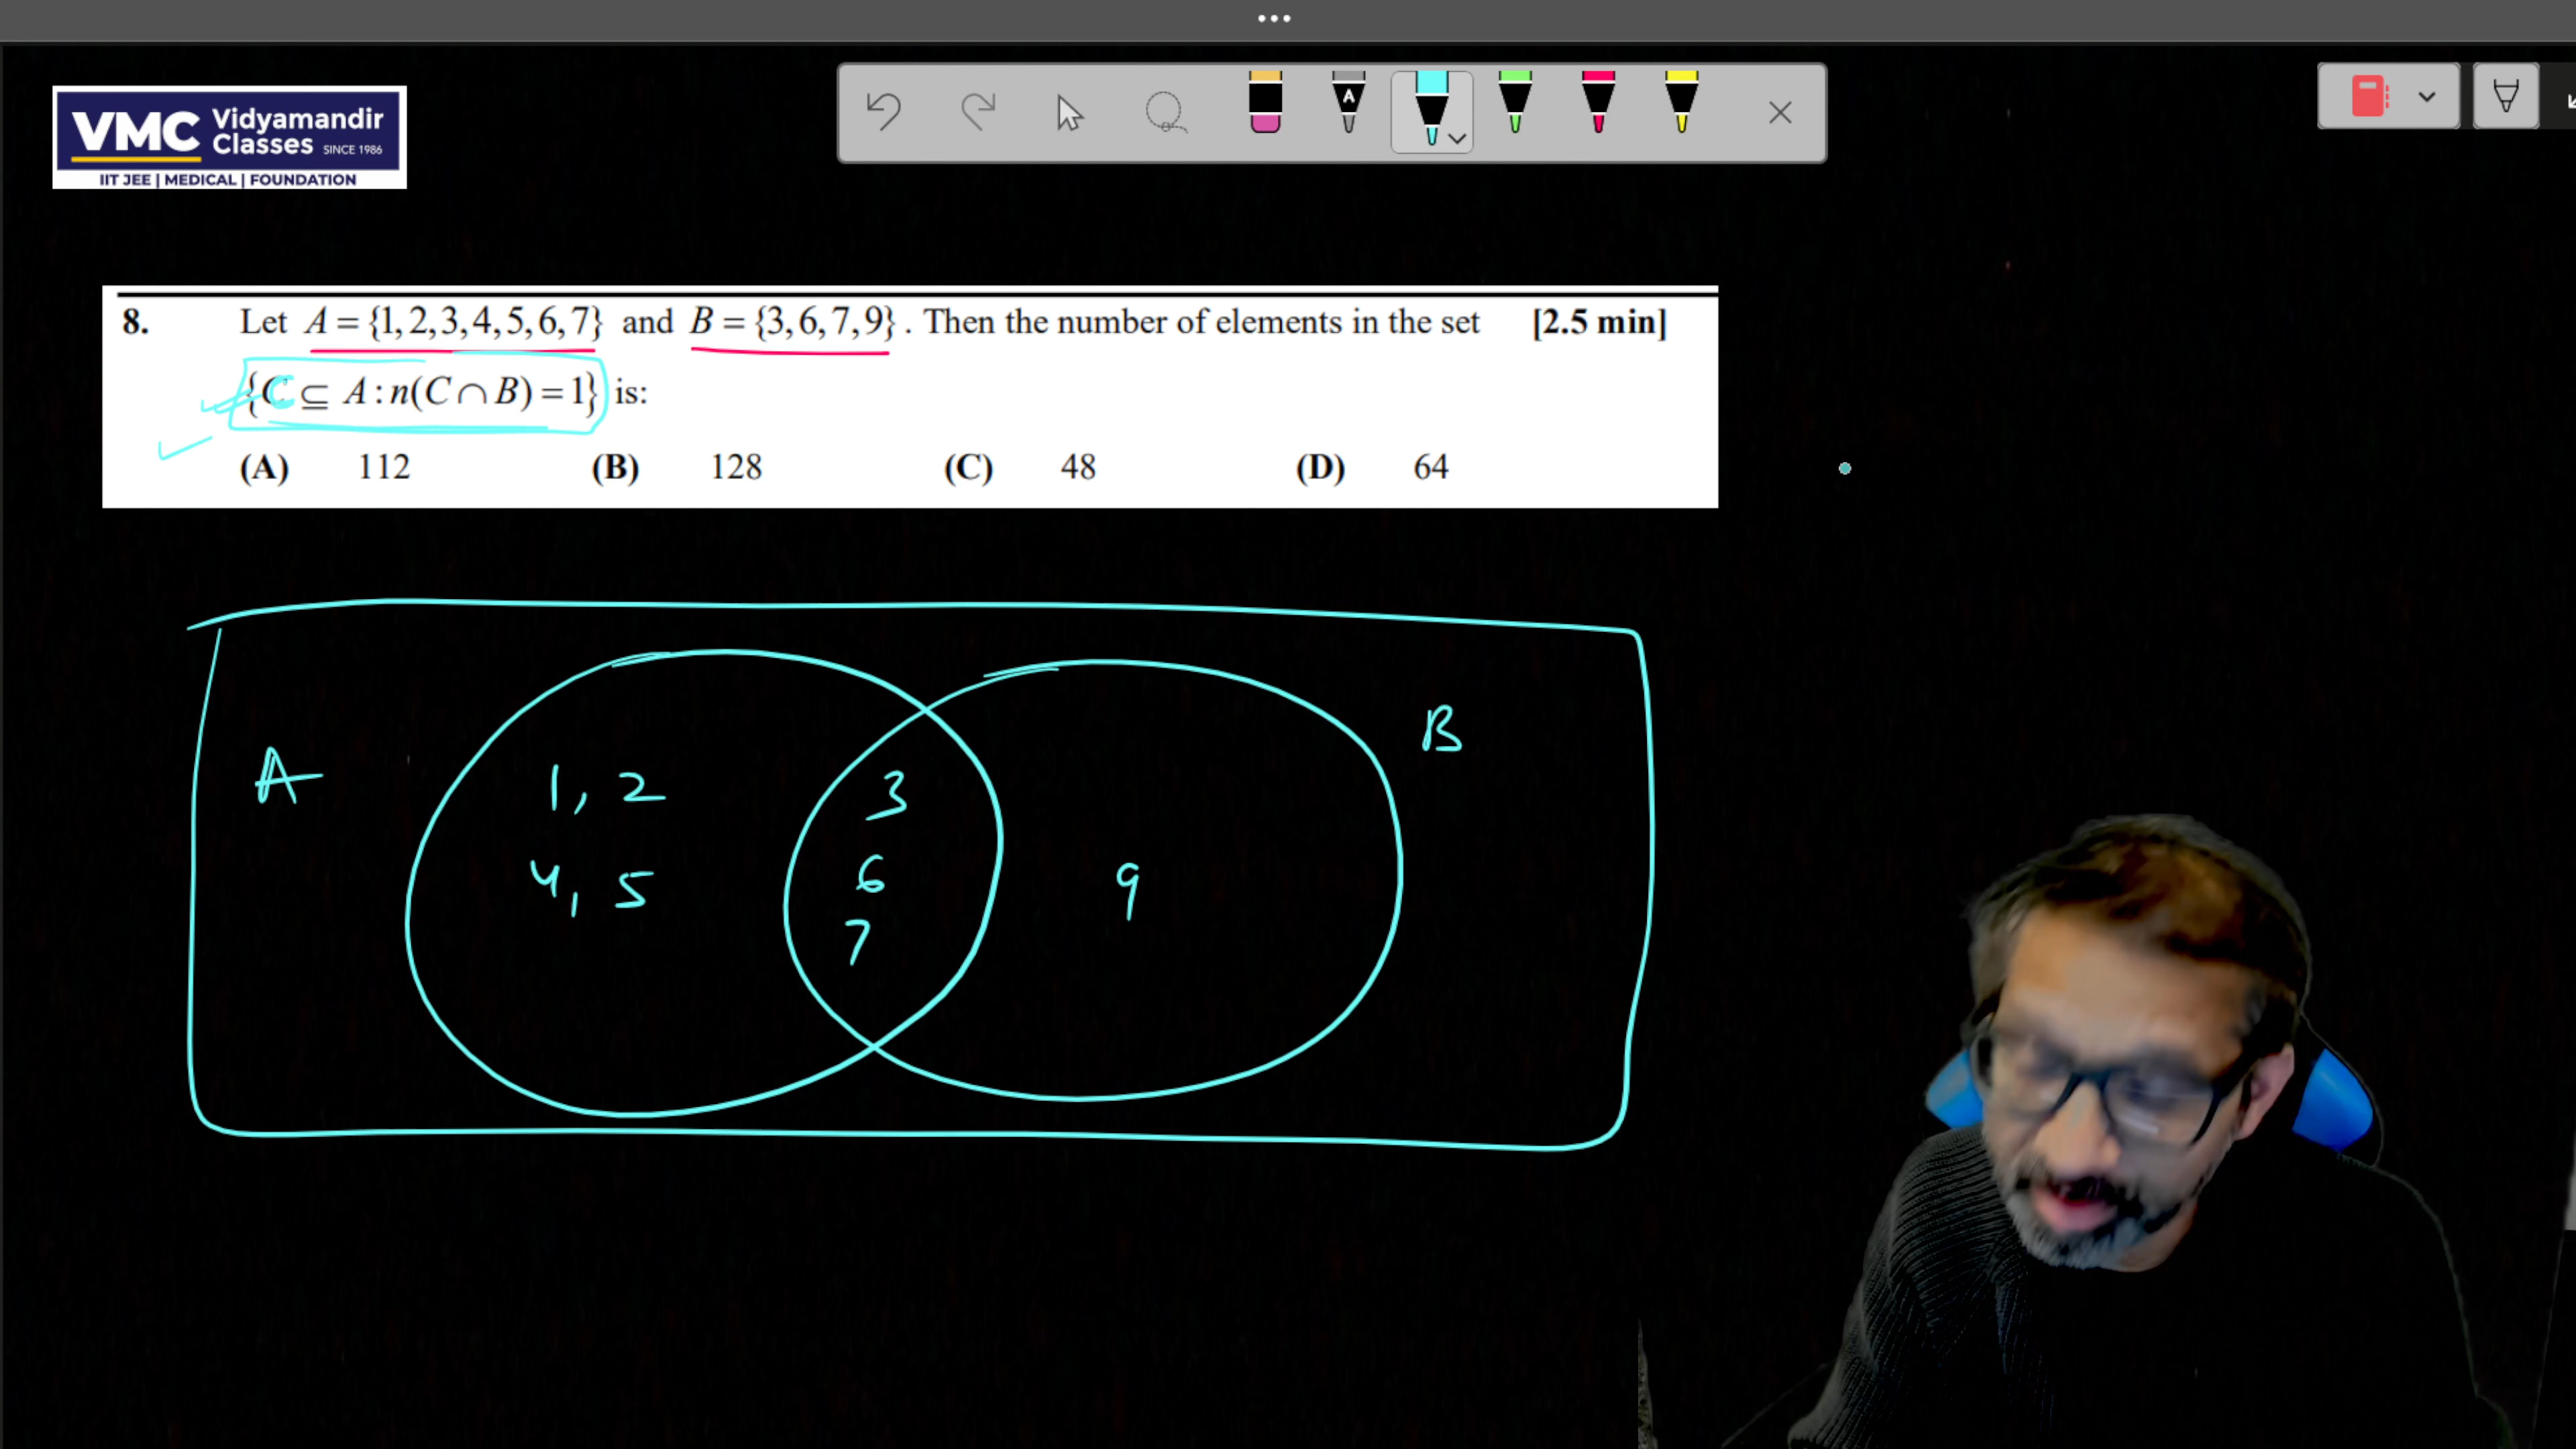 VMC Vidyamandir Classes SINCE 1986
IIT JEE | MEDICAL | FOUNDATION
A
8. Let A = {1,2,3,4,5,6,7} and B = {3,6,7,9}. Then the number of elements in the set [2.5 min]
{C ⊆ A : n(C ∩ B) = 1} is:
(A) 112 (B) 128 (C) 48 (D) 64
A
B
1, 2
4, 5
3
6
7
9